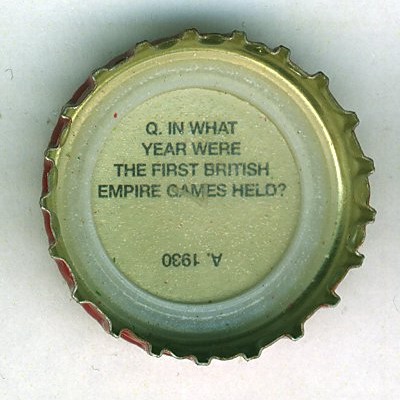 Q. IN WHAT
YEAR WERE
THE FIRST BRITISH
EMPIRE GAMES HELD?
A. 1930